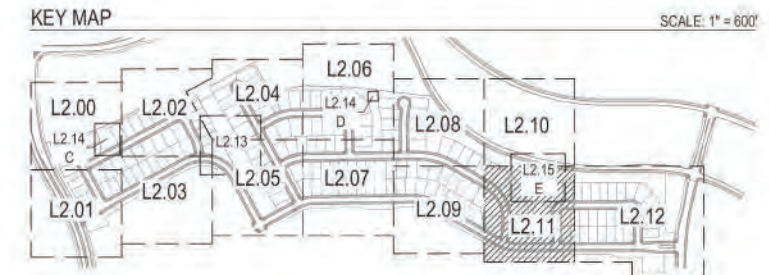 KEY MAP
SCALE: 1" = 600'
L2.06
L2.00
L2.02
L2.04
L2.14
D
L2.08
L2.10
L2.14
C
L2.13
L2.15
E
L2.01
L2.03
L2.05
L2.07
L2.09
L2.11
L2.12